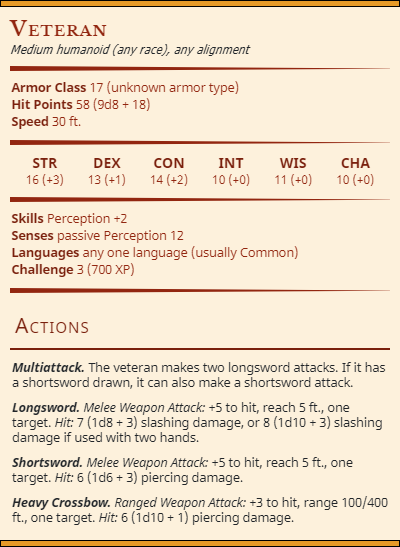 Veteran
Medium humanoid (any race), any alignment
Armor Class 17 (unknown armor type)
Hit Points 58 (9d8 + 18)
Speed 30 ft.
STR DEX CON INT WIS CHA
16 (+3) 13 (+1) 14 (+2) 10 (+0) 11 (+0) 10 (+0)
Skills Perception +2
Senses passive Perception 12
Languages any one language (usually Common)
Challenge 3 (700 XP)
Actions
Multiattack. The veteran makes two longsword attacks. If it has
a shortsword drawn, it can also make a shortsword attack.
Longsword. Melee Weapon Attack: +5 to hit, reach 5 ft., one
target. Hit: 7 (1d8 + 3) slashing damage, or 8 (1d10 + 3) slashing
damage if used with two hands.
Shortsword. Melee Weapon Attack: +5 to hit, reach 5 ft., one
target. Hit: 6 (1d6 + 3) piercing damage.
Heavy Crossbow. Ranged Weapon Attack: +3 to hit, range 100/400
ft., one target. Hit: 6 (1d10 + 1) piercing damage.